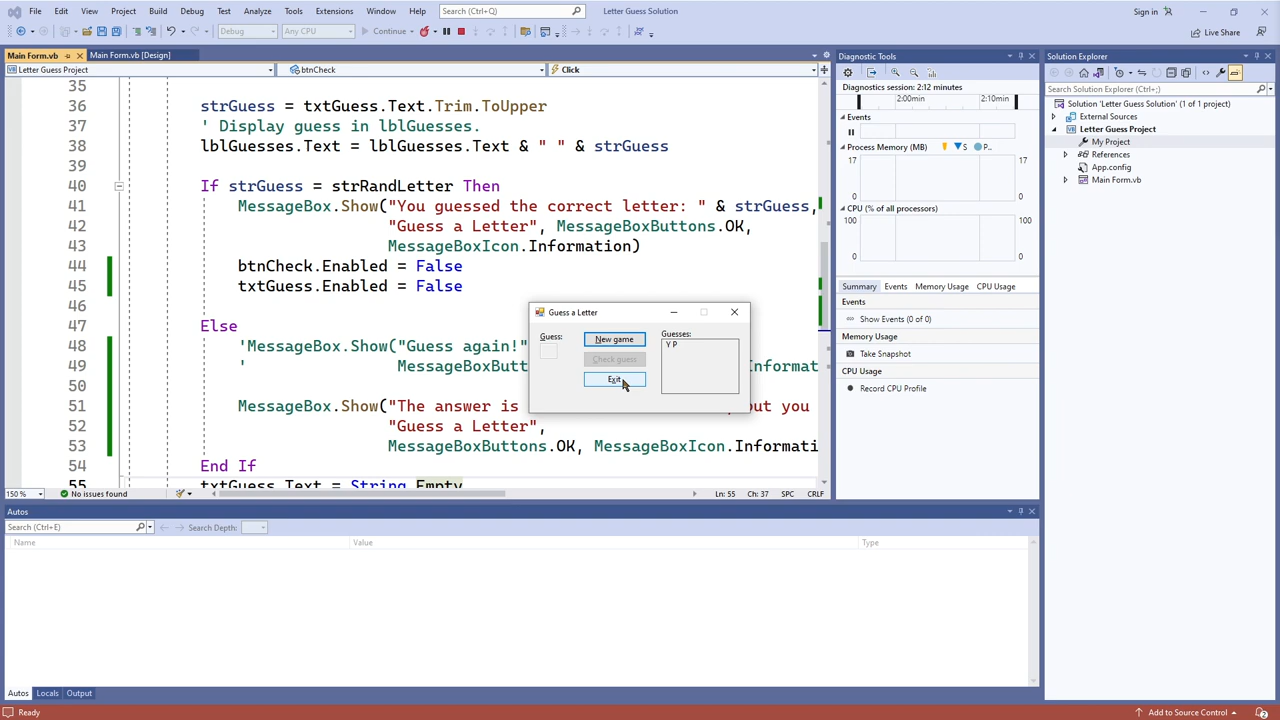 File Edit View Git Project Build Debug Test Analyze Tools Extensions Window Help Search (Ctrl+Q) Letter Guess Solution Sign in
Debug Any CPU Continue Live Share
Main Form.vb Main Form.vb [Design]
Letter Guess Project btnCheck Click
35
36 strGuess = txtGuess.Text.Trim.ToUpper
37 ' Display guess in lblGuesses.
38 lblGuesses.Text = lblGuesses.Text & " " & strGuess
39
40 If strGuess = strRandLetter Then
41 MessageBox.Show("You guessed the correct letter: " & strGuess,
42 "Guess a Letter", MessageBoxButtons.OK,
43 MessageBoxIcon.Information)
44 btnCheck.Enabled = False
45 txtGuess.Enabled = False
46
47 Else
48 'MessageBox.Show("Guess again!"
49 ' MessageBoxButt formati
50
51 MessageBox.Show("The answer is , but you
52 "Guess a Letter",
53 MessageBoxButtons.OK, MessageBoxIcon.Informati
54 End If
55 txtGuess.Text = String.Empty
150 % No issues found Ln: 55 Ch: 37 SPC CRLF
Guess a Letter
Guess:
New game
Check guess
Exit
Guesses:
Y P
Diagnostic Tools
Diagnostics session: 2:12 minutes
2:00min 2:10min
Events
Process Memory (MB) S P...
17 17
0 0
CPU (% of all processors)
100 100
0 0
Summary Events Memory Usage CPU Usage
Events
Show Events (0 of 0)
Memory Usage
Take Snapshot
CPU Usage
Record CPU Profile
Solution Explorer
Search Solution Explorer (Ctrl+;)
Solution 'Letter Guess Solution' (1 of 1 project)
External Sources
Letter Guess Project
My Project
References
App.config
Main Form.vb
Autos
Search (Ctrl+E) Search Depth:
Name Value Type
Autos Locals Output
Ready Add to Source Control 2